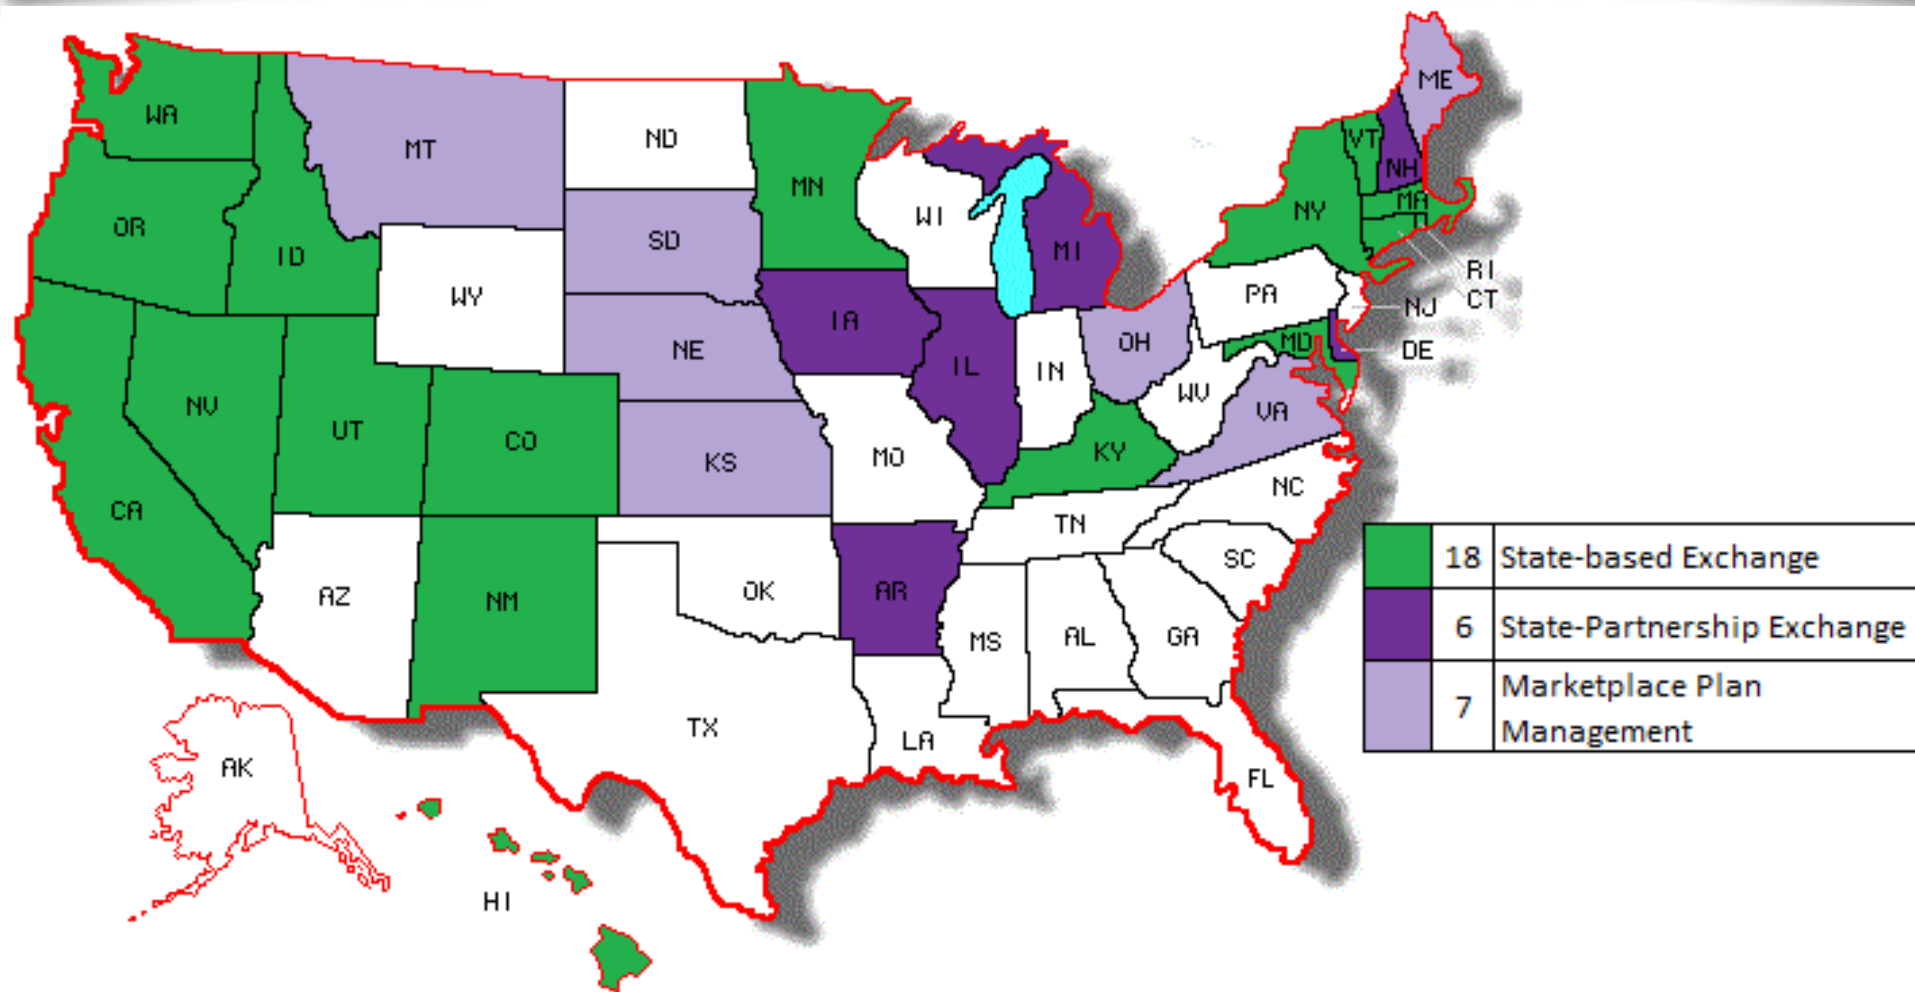 ME
WA
VT
ND
MT
NH
MN
MA
NY
WI
OR
SD
MI
ID
RI
PA
WY
CT
NJ
IA
OH
MD
DE
NE
IL
IN
WV
NV
VA
UT
CO
KY
KS
MO
NC
CA
TN
SC
18 State-based Exchange
AZ
NM
OK
AR
6 State-Partnership Exchange
MS
AL
GA
Marketplace Plan
7
Management
TX
LA
AK
FL
HI